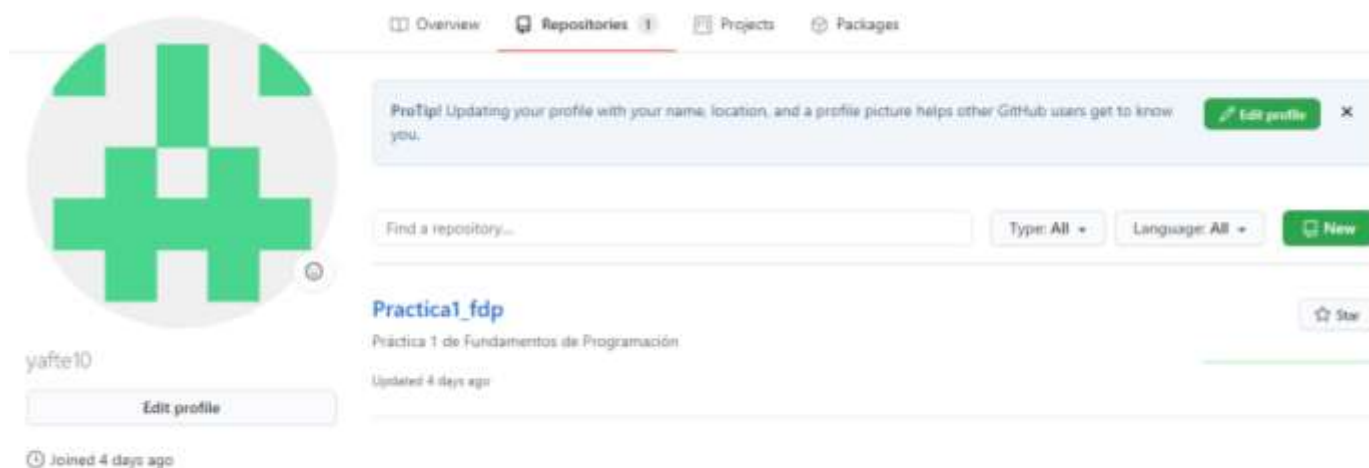 Overview Repositories 1 Projects Packages
ProTip! Updating your profile with your name, location, and a profile picture helps other GitHub users get to know
you.
Edit profile
Find a repository...
Type: All
Language: All
New
Practica1_fdp
Star
Práctica 1 de Fundamentos de Programación
Updated 4 days ago
yafte10
Edit profile
Joined 4 days ago